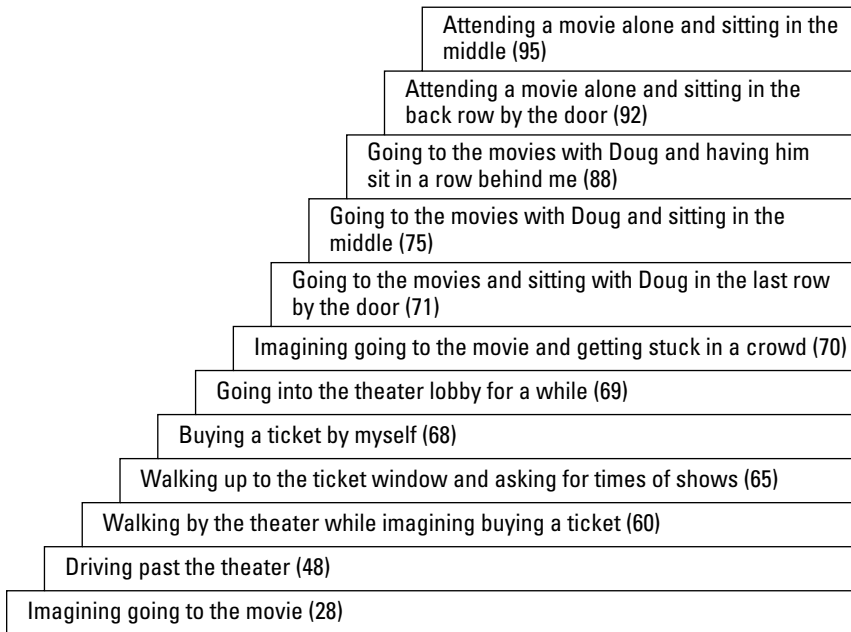 Attending a movie alone and sitting in the
middle (95)
Attending a movie alone and sitting in the
back row by the door (92)
Going to the movies with Doug and having him
sit in a row behind me (88)
Going to the movies with Doug and sitting in the
middle (75)
Going to the movies and sitting with Doug in the last row
by the door (71)
Imagining going to the movie and getting stuck in a crowd (70)
Going into the theater lobby for a while (69)
Buying a ticket by myself (68)
Walking up to the ticket window and asking for times of shows (65)
Walking by the theater while imagining buying a ticket (60)
Driving past the theater (48)
Imagining going to the movie (28)